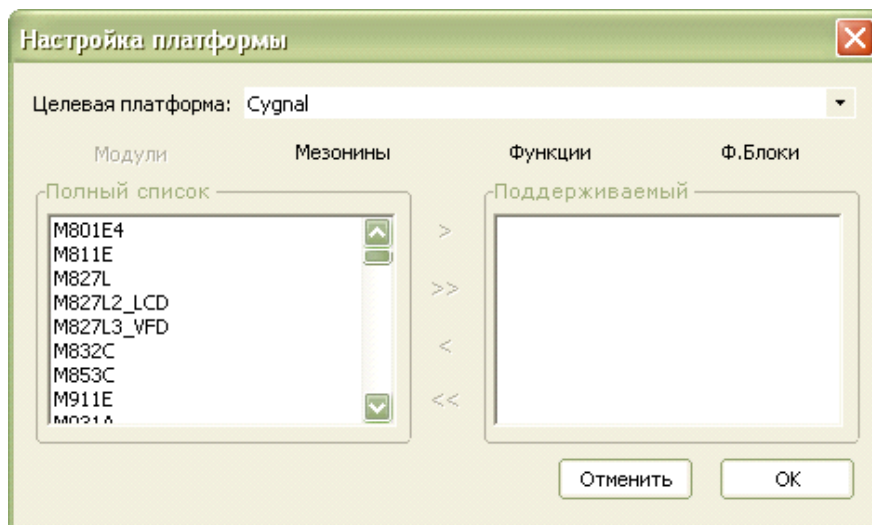 Настройка платформы
Целевая платформа: Cygnal
Модули Мезонины Функции Ф.Блоки
Полный список Поддерживаемый
M801E4 >
M811E
M827L >>
M827L2_LCD
M827L3_VFD <
M832C
M853C
M911E <<
M931A
Отменить OK